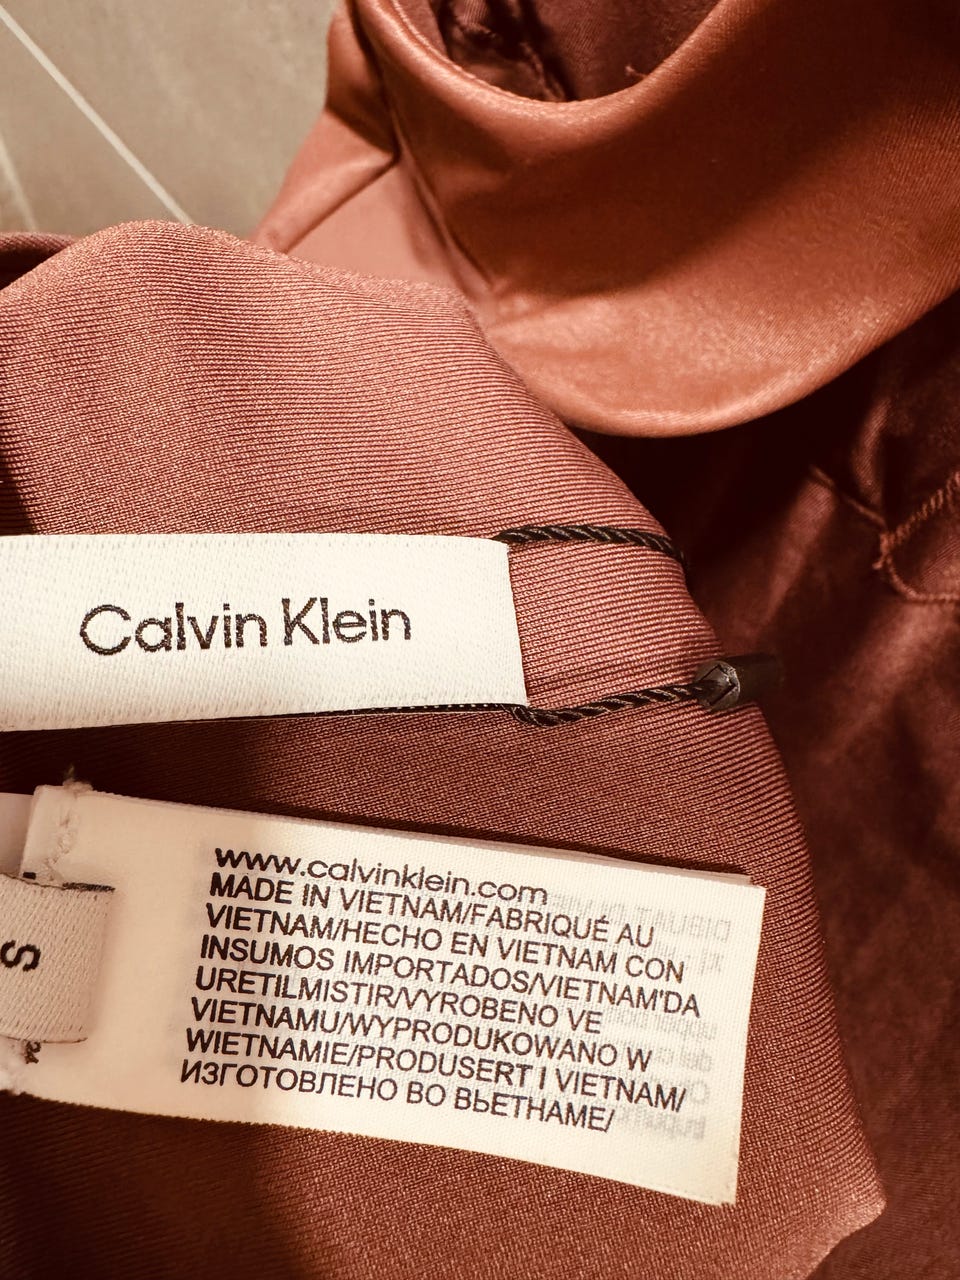 Calvin Klein
S
www.calvinklein.com
MADE IN VIETNAM/FABRIQUÉ AU
VIETNAM/HECHO EN VIETNAM CON
INSUMOS IMPORTADOS/VIETNAM'DA
URETILMISTIR/VYROBENO VE
VIETNAMU/WYPRODUKOWANO W
WIETNAMIE/PRODUSERT I VIETNAM/
ИЗГОТОВЛЕНО ВО ВЬЕТНАМЕ/